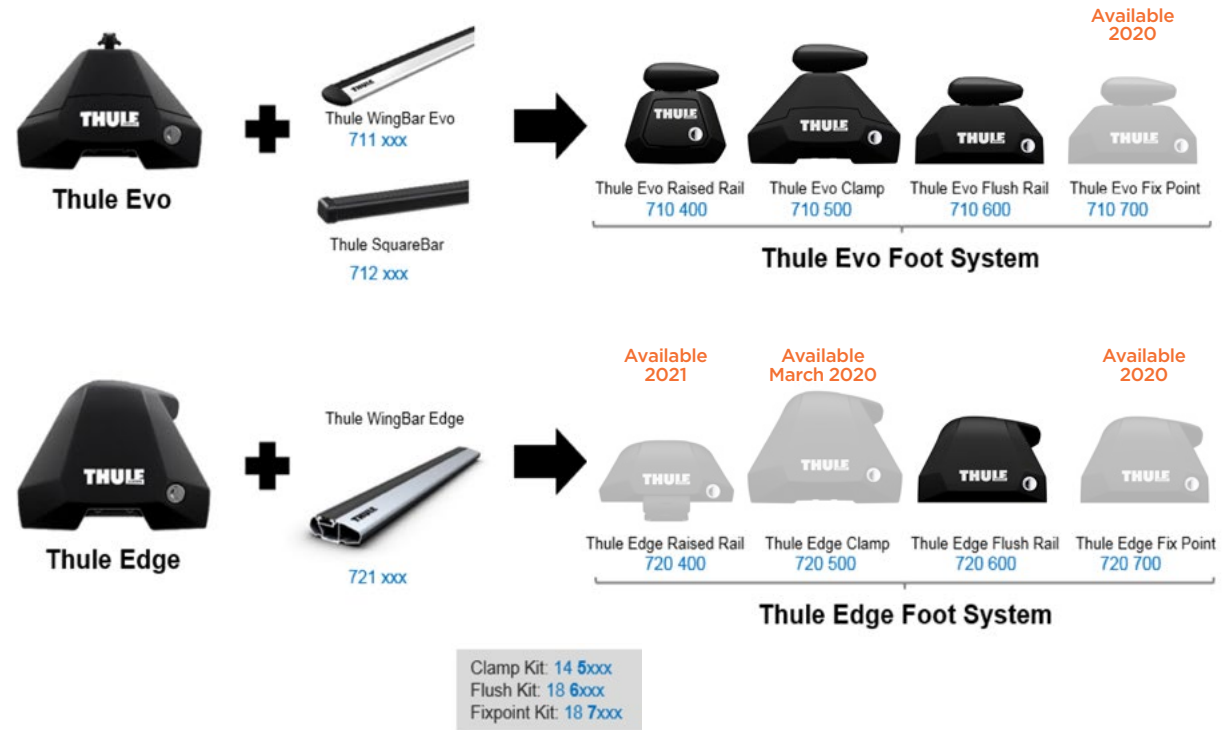 Available
2020
THULE
Thule WingBar Evo
711 xxx
THULE
THULE
THULE
THULE
THULE
Thule Evo
Thule SquareBar
712 xxx
Thule Evo Raised Rail
710 400
Thule Evo Clamp
710 500
Thule Evo Flush Rail
710 600
Thule Evo Fix Point
710 700
Thule Evo Foot System
Available
2021
Available
March 2020
Available
2020
THULE
Thule Edge
Thule WingBar Edge
THULE
721 xxx
THULE
THULE
THULE
THULE
Thule Edge Raised Rail
720 400
Thule Edge Clamp
720 500
Thule Edge Flush Rail
720 600
Thule Edge Fix Point
720 700
Thule Edge Foot System
Clamp Kit: 14 5xxx
Flush Kit: 18 6xxx
Fixpoint Kit: 18 7xxx